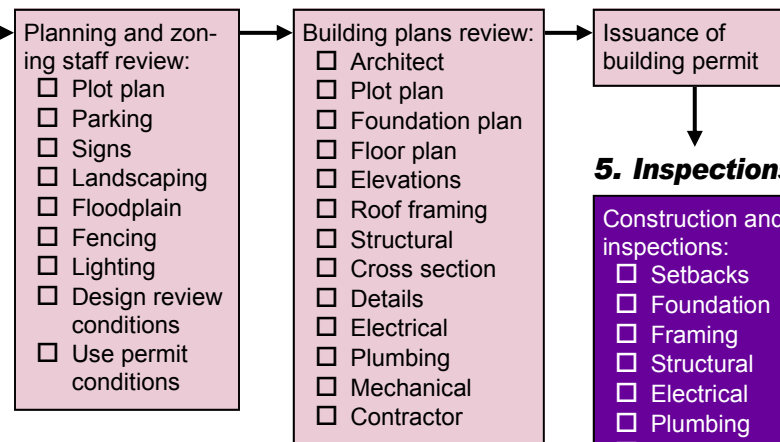 Planning and zon-
ing staff review:
☐ Plot plan
☐ Parking
☐ Signs
☐ Landscaping
☐ Floodplain
☐ Fencing
☐ Lighting
☐ Design review
conditions
☐ Use permit
conditions
Building plans review:
☐ Architect
☐ Plot plan
☐ Foundation plan
☐ Floor plan
☐ Elevations
☐ Roof framing
☐ Structural
☐ Cross section
☐ Details
☐ Electrical
☐ Plumbing
☐ Mechanical
☐ Contractor
Issuance of
building permit
5. Inspections
Construction and
inspections:
☐ Setbacks
☐ Foundation
☐ Framing
☐ Structural
☐ Electrical
☐ Plumbing